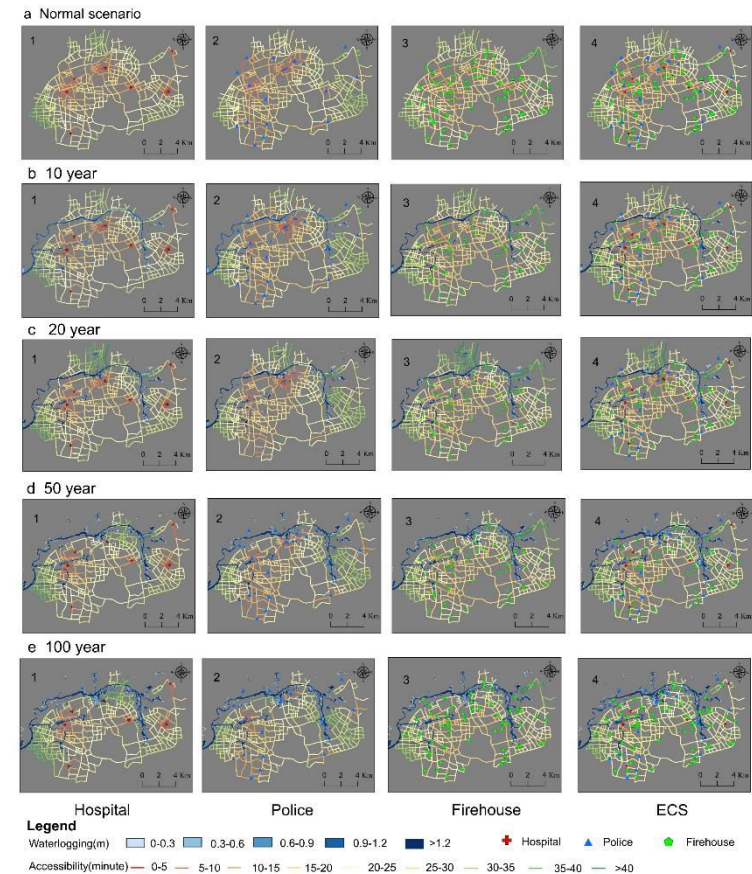 a Normal scenario
1 2 3 4
0 2 4 Km 0 2 4 Km 0 2 4 Km 0 2 4 Km
b 10 year
1 2 3 4
0 2 4 Km 0 2 4 Km 0 2 4 Km 0 2 4 Km
c 20 year
1 2 3 4
0 2 4 Km 0 2 4 Km 0 2 4 Km 0 2 4 Km
d 50 year
1 2 3 4
0 2 4 Km 0 2 4 Km 0 2 4 Km 0 2 4 Km
e 100 year
1 2 3 4
0 2 4 Km 0 2 4 Km 0 2 4 Km 0 2 4 Km
Hospital Police Firehouse ECS
Legend
Waterlogging(m) 0-0.3 0.3-0.6 0.6-0.9 0.9-1.2 >1.2 Hospital Police Firehouse
Accessibility(minute) 0-5 5-10 10-15 15-20 20-25 25-30 30-35 35-40 >40